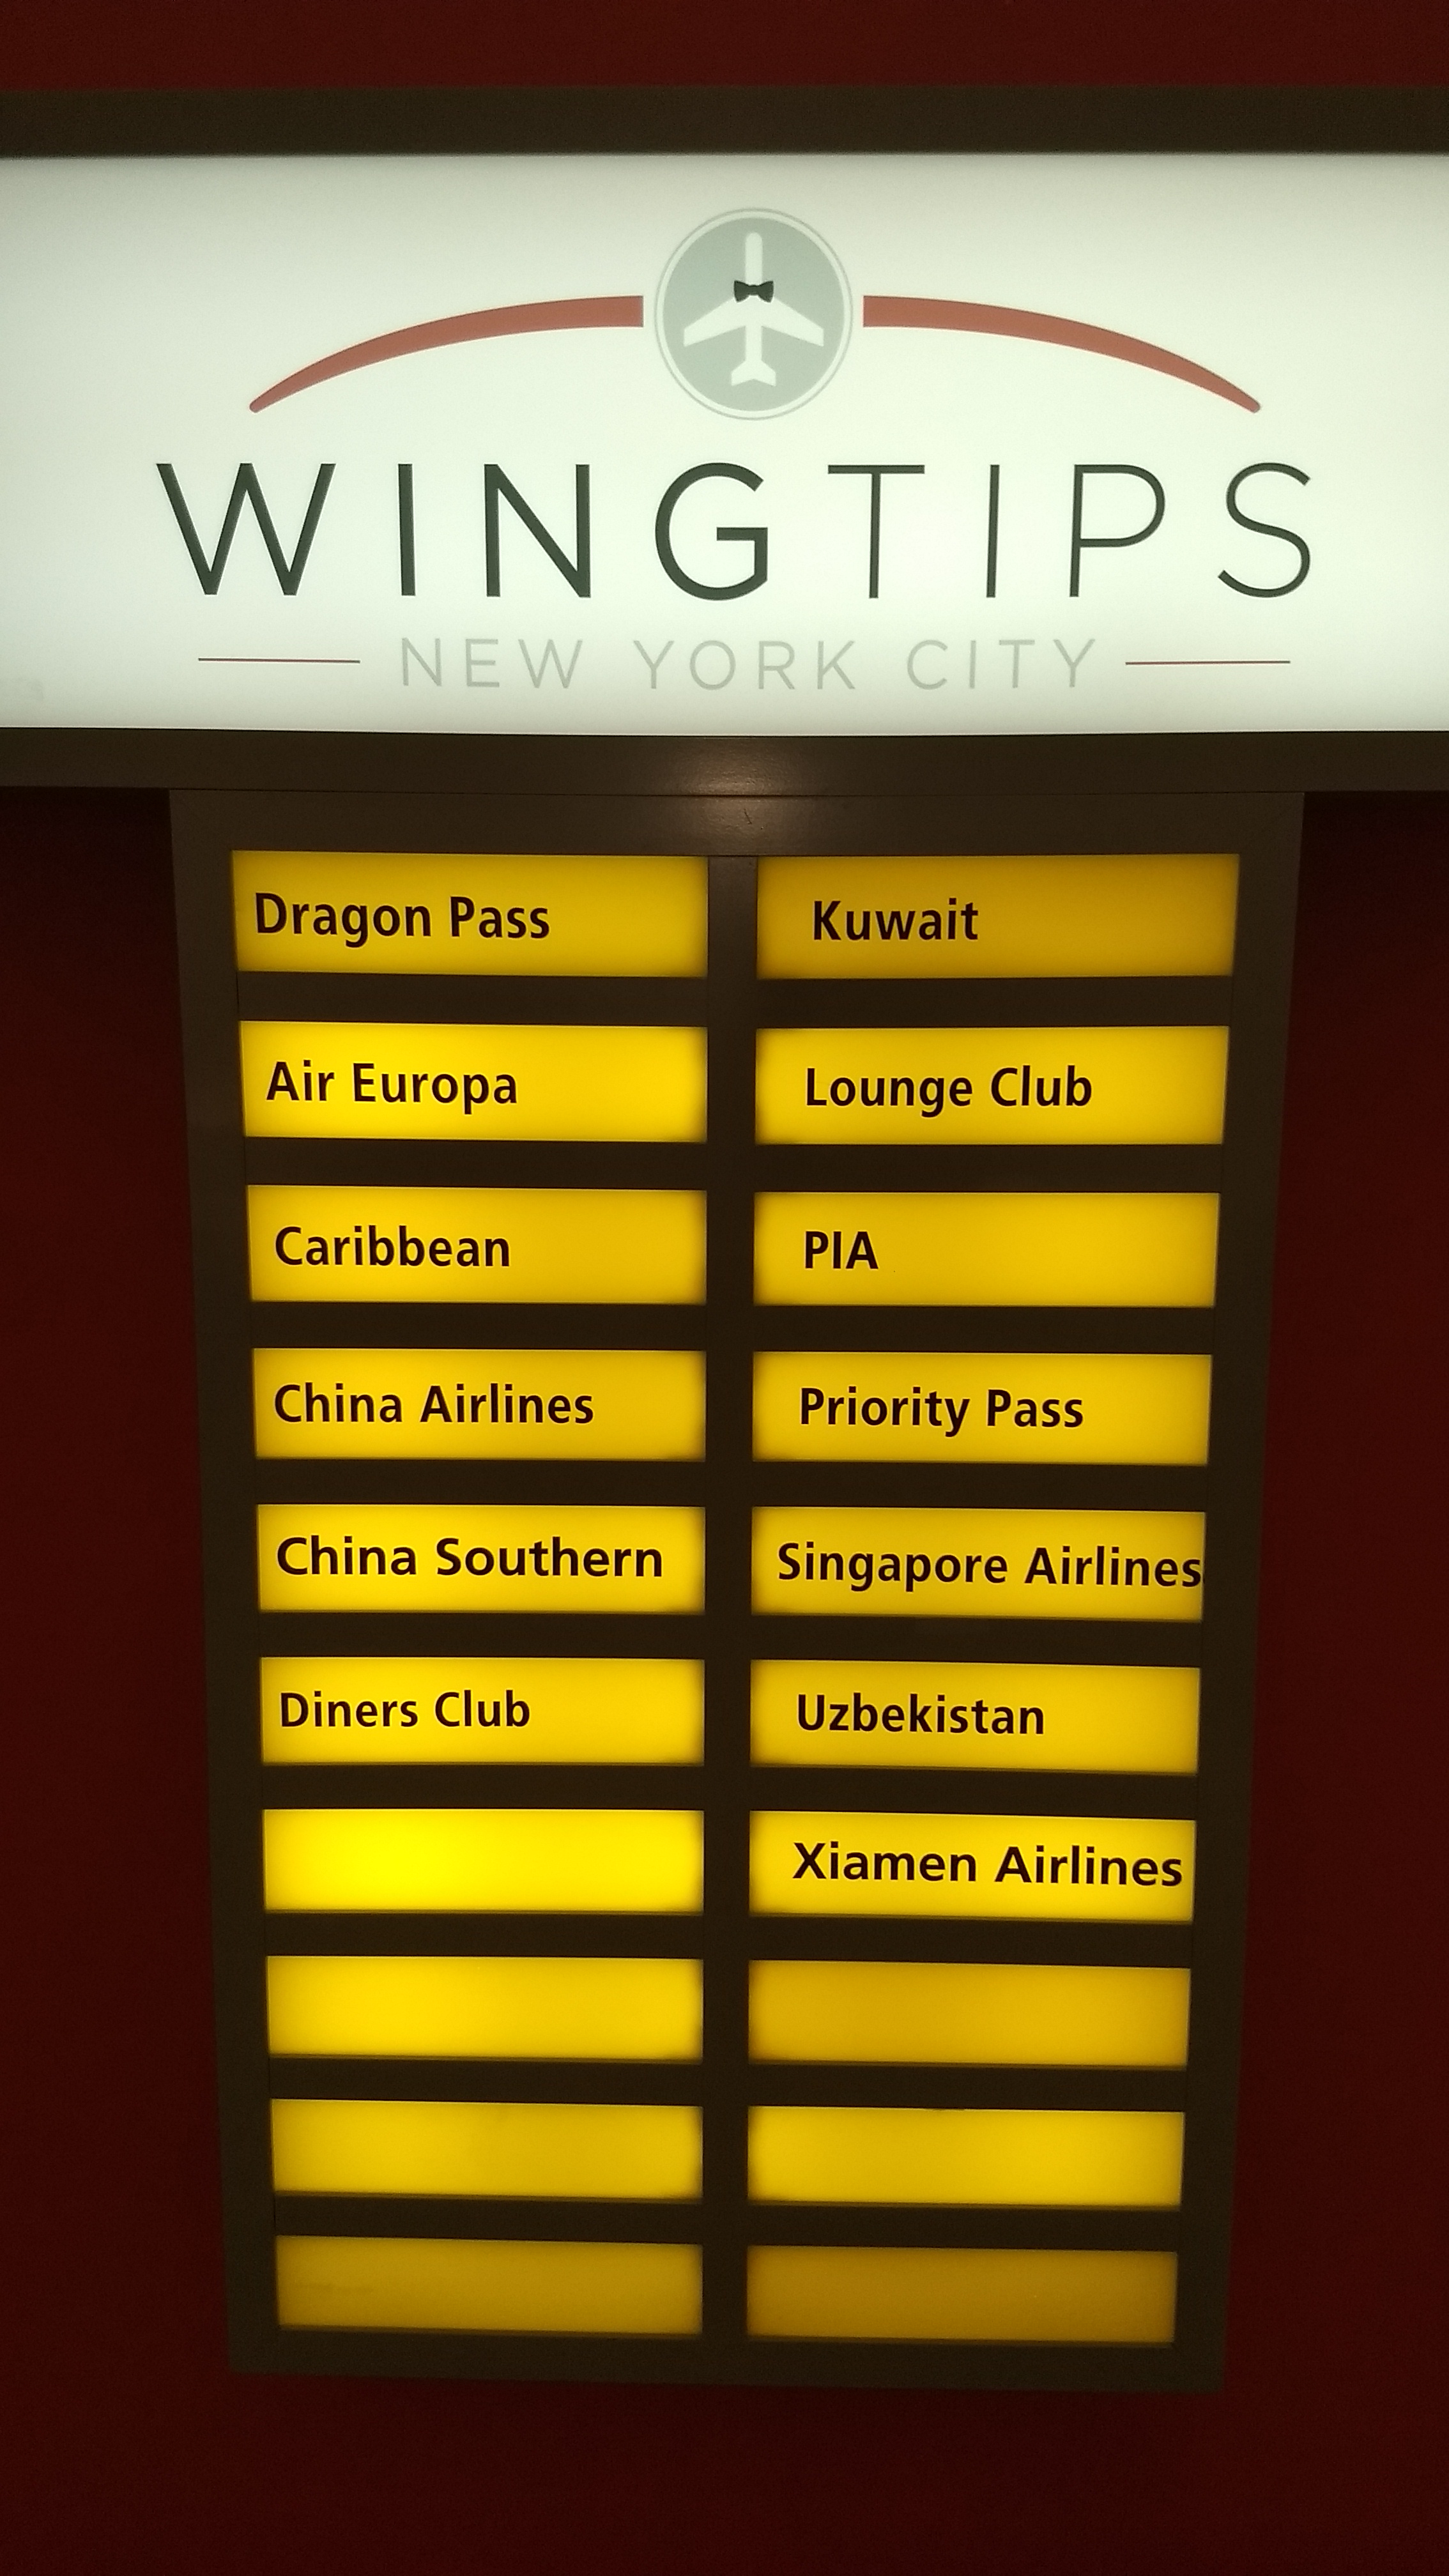 WINGTIPS
NEW YORK CITY
Dragon Pass
Air Europa
Caribbean
China Airlines
China Southern
Diners Club
Kuwait
Lounge Club
PIA
Priority Pass
Singapore Airlines
Uzbekistan
Xiamen Airlines